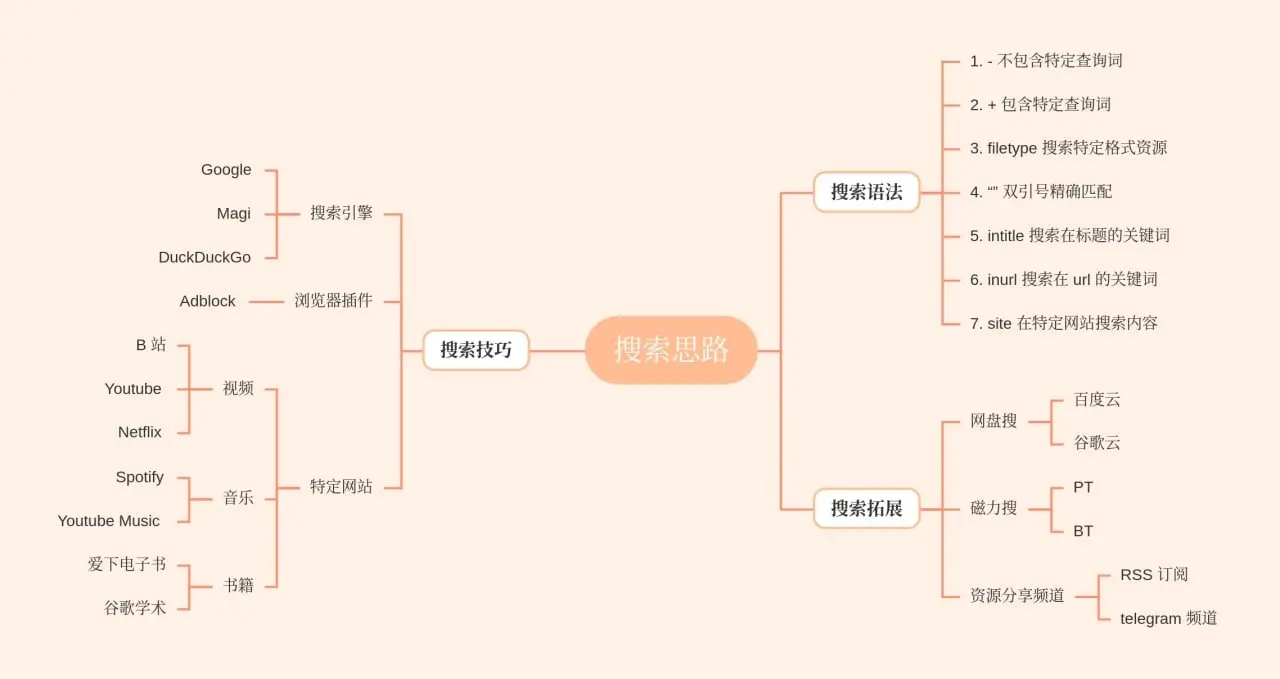 搜索思路
搜索技巧
搜索引擎
Google
Magi
DuckDuckGo
浏览器插件
Adblock
特定网站
视频
B 站
Youtube
Netflix
音乐
Spotify
Youtube Music
书籍
爱下电子书
谷歌学术
搜索语法
1. - 不包含特定查询词
2. + 包含特定查询词
3. filetype 搜索特定格式资源
4. “” 双引号精确匹配
5. intitle 搜索在标题的关键词
6. inurl 搜索在 url 的关键词
7. site 在特定网站搜索内容
搜索拓展
网盘搜
百度云
谷歌云
磁力搜
PT
BT
资源分享频道
RSS 订阅
telegram 频道